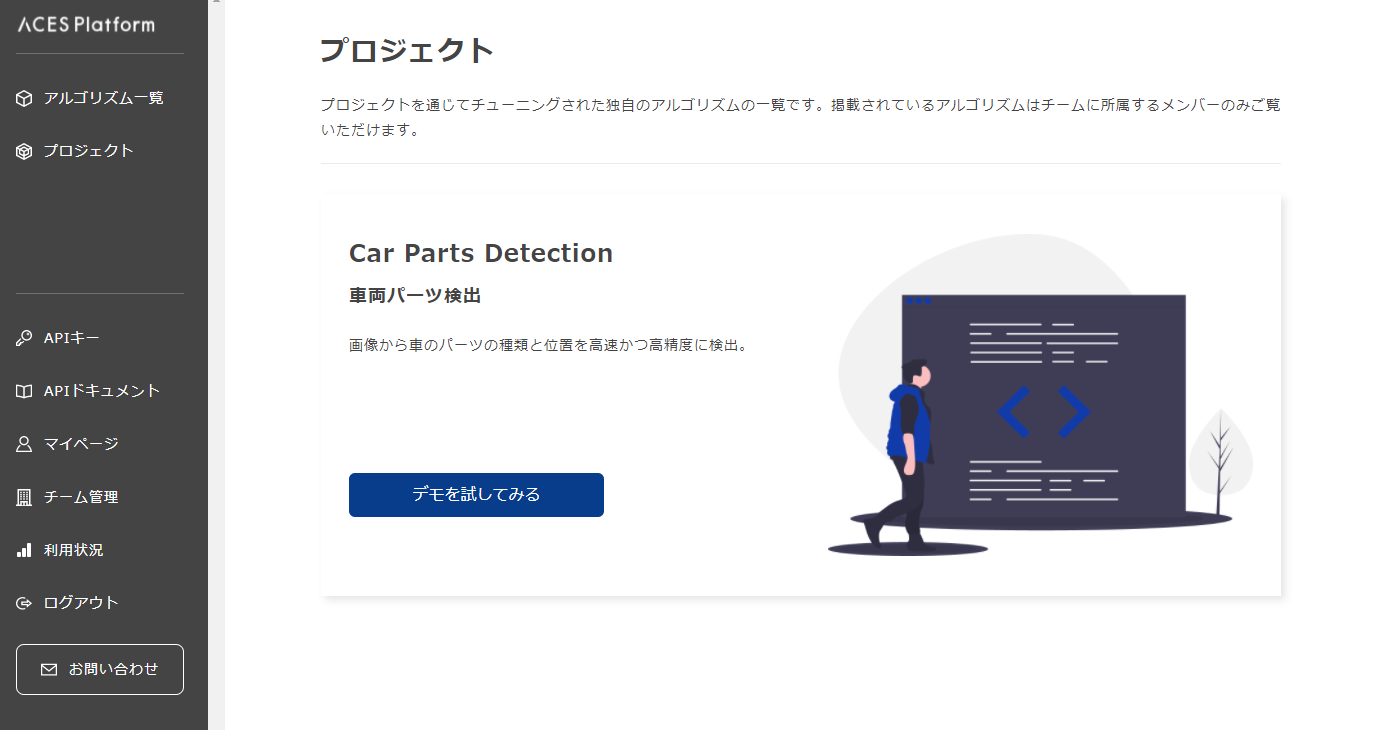 ACES Platform
アルゴリズム一覧
プロジェクト
APIキー
APIドキュメント
マイページ
チーム管理
利用状況
ログアウト
お問い合わせ
プロジェクト
プロジェクトを通じてチューニングされた独自のアルゴリズムの一覧です。掲載されているアルゴリズムはチームに所属するメンバーのみご覧
いただけます。
Car Parts Detection
車両パーツ検出
画像から車のパーツの種類と位置を高速かつ高精度に検出。
デモを試してみる